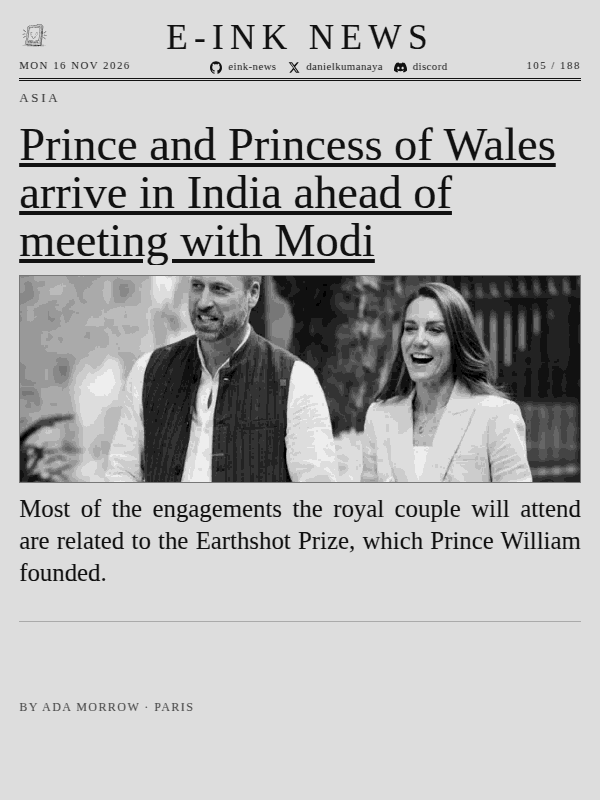 E-INK NEWS
MON 16 NOV 2026
eink-news
danielkumanaya
discord
105 / 188
ASIA
Prince and Princess of Wales
arrive in India ahead of
meeting with Modi
Most of the engagements the royal couple will attend
are related to the Earthshot Prize, which Prince William
founded.
BY ADA MORROW · PARIS